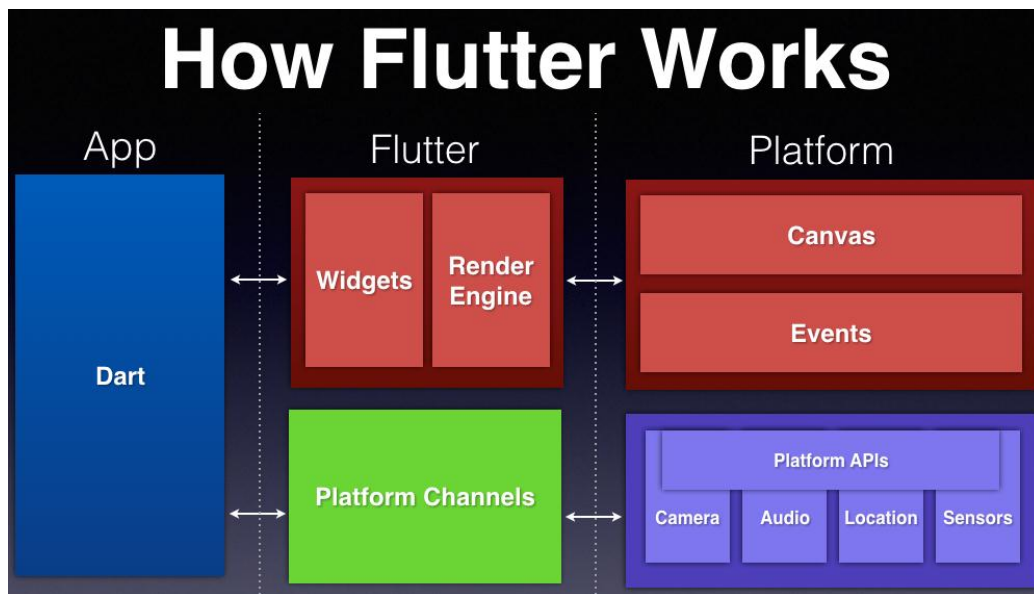 How Flutter Works
App
Flutter
Platform
Dart
Widgets
Render
Engine
Canvas
Events
Platform Channels
Platform APIs
Camera
Audio
Location
Sensors